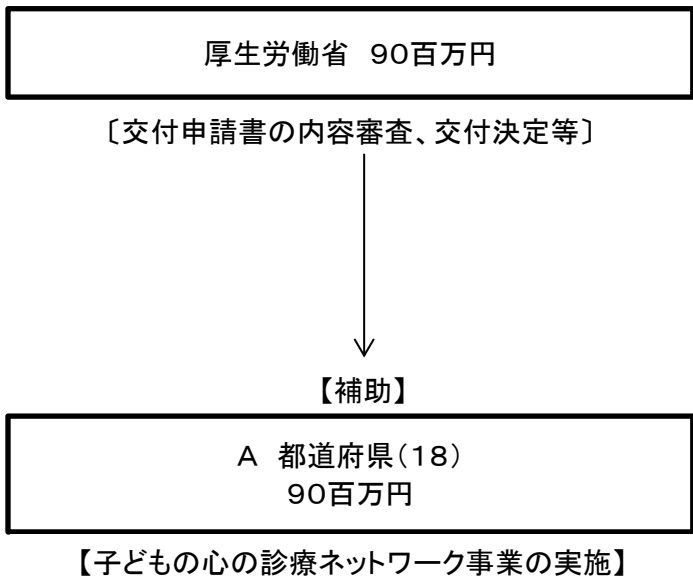 厚生労働省　90百万円
〔交付申請書の内容審査、交付決定等〕
【補助】
A　都道府県(18)
90百万円
【子どもの心の診療ネットワーク事業の実施】